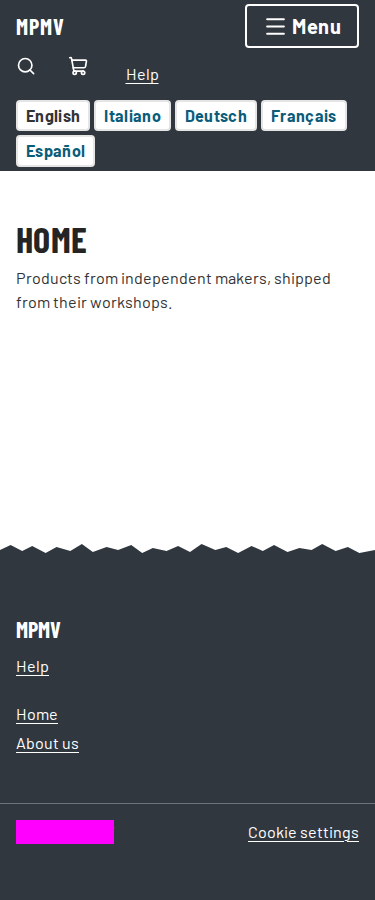 MPMV
Menu
Help
English Italiano Deutsch Français
Español
HOME
Products from independent makers, shipped
from their workshops.
MPMV
Help
Home
About us
Cookie settings